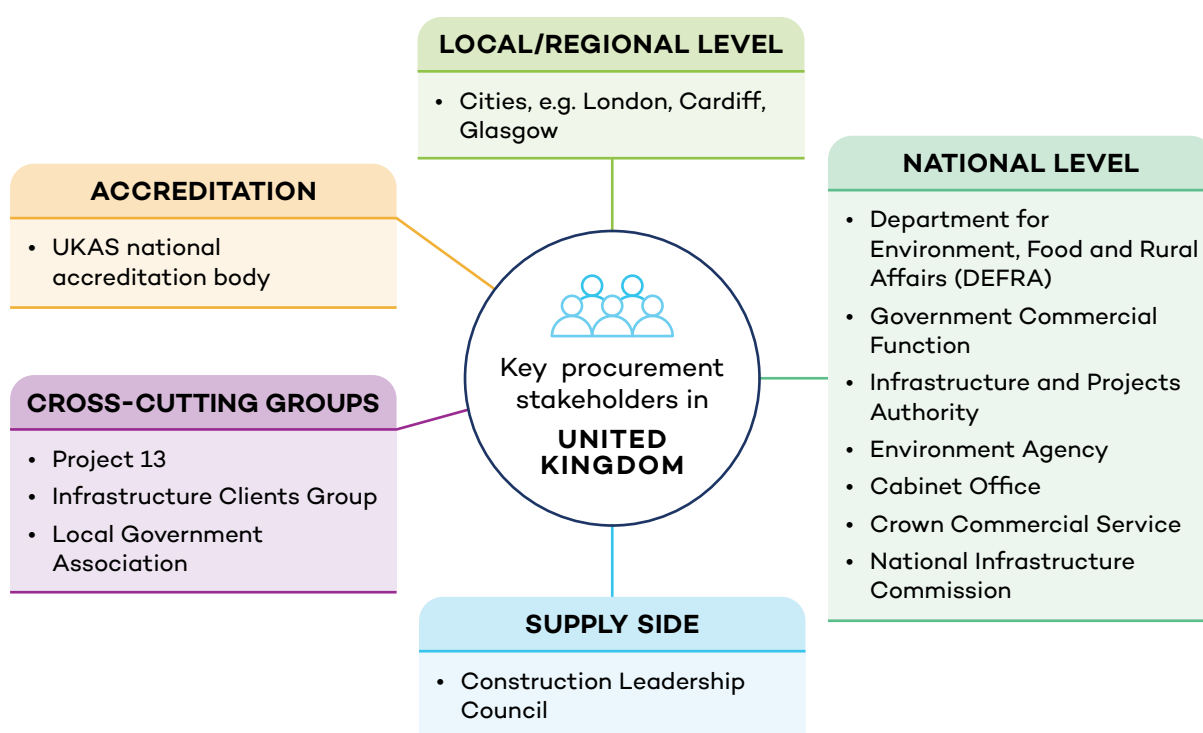 LOCAL/REGIONAL LEVEL
• Cities, e.g. London, Cardiff,
Glasgow
ACCREDITATION
• UKAS national
accreditation body
NATIONAL LEVEL
• Department for
Environment, Food and Rural
Affairs (DEFRA)
• Government Commercial
Function
• Infrastructure and Projects
Authority
• Environment Agency
• Cabinet Office
• Crown Commercial Service
• National Infrastructure
Commission
Key procurement
stakeholders in
UNITED
KINGDOM
CROSS-CUTTING GROUPS
• Project 13
• Infrastructure Clients Group
• Local Government
Association
SUPPLY SIDE
• Construction Leadership
Council